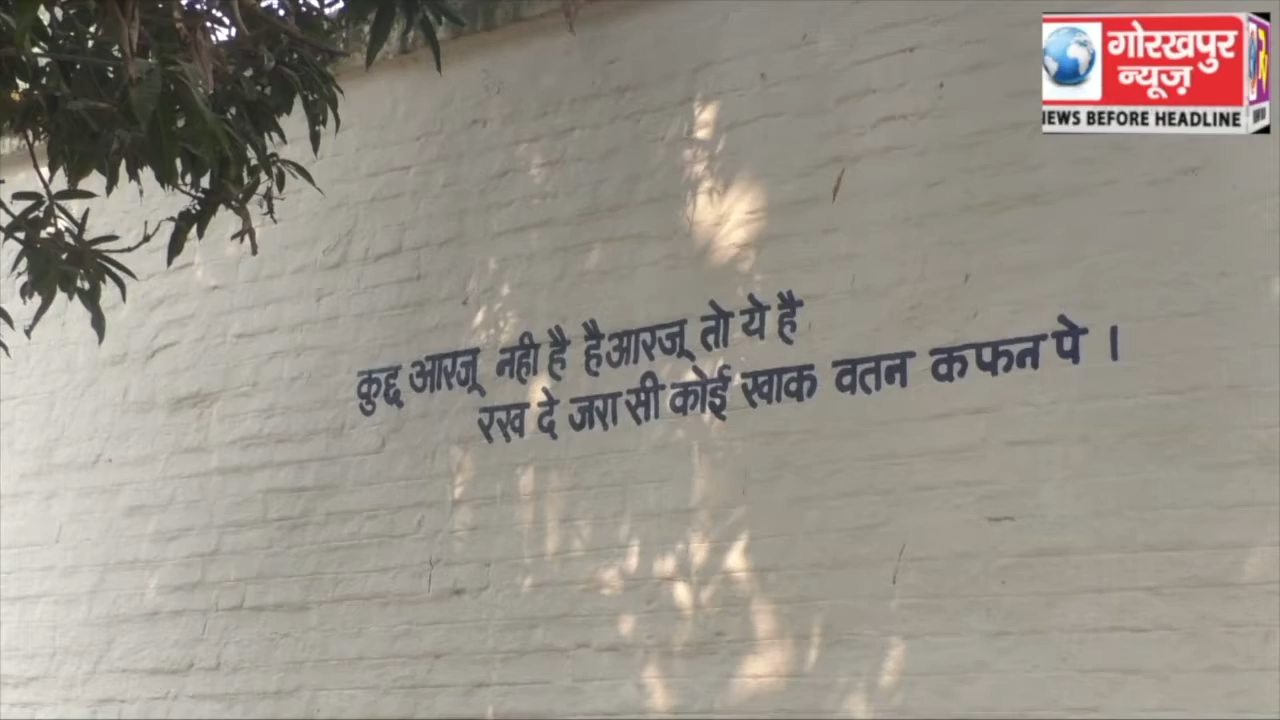 गोरखपुर
न्यूज़
NEWS BEFORE HEADLINE
कुद्द आरजू नही है है आरजू तो ये है
रख दे जरा सी कोई खाक वतन कफन पे ।